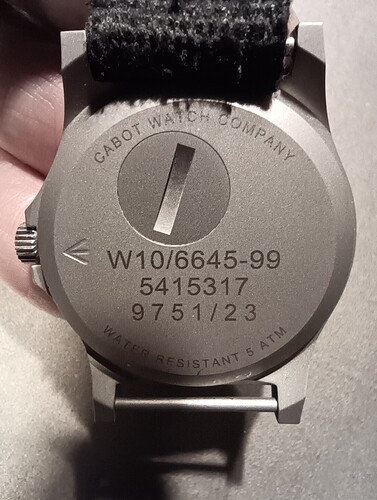 CABOT WATCH COMPANY
W10/6645-99
5415317
9751/23
WATER RESISTANT 5 ATM